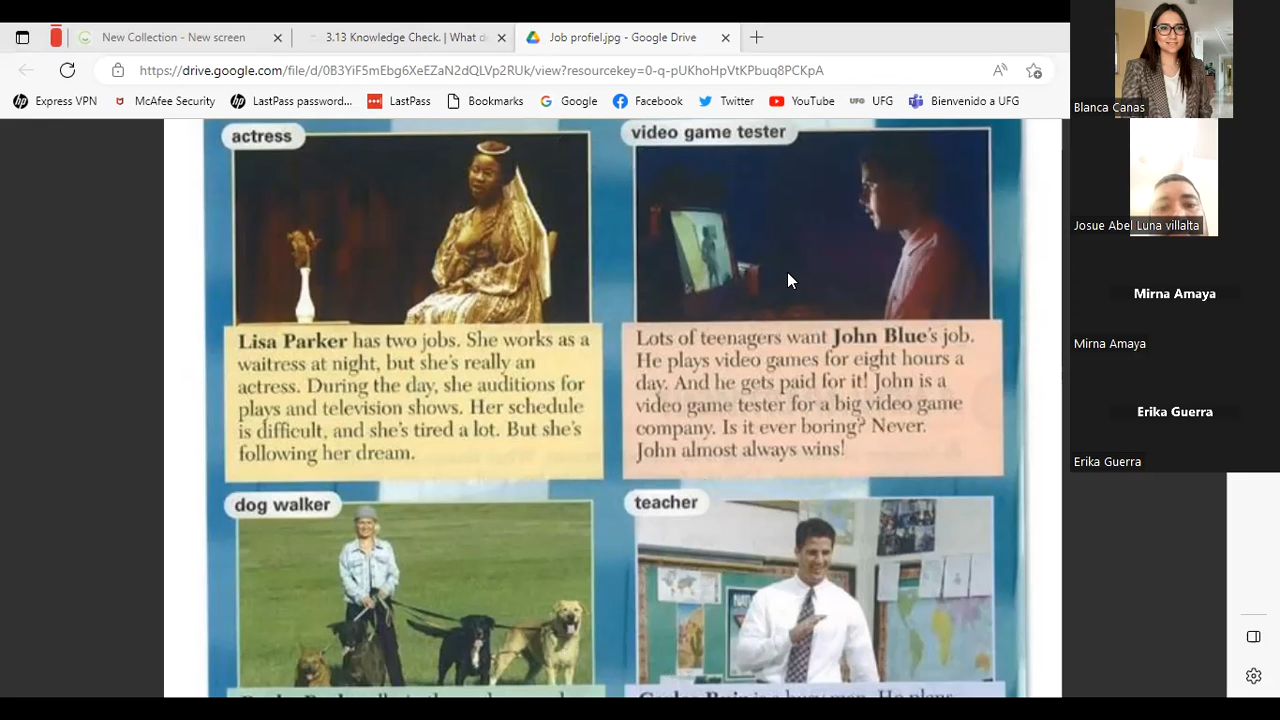 New Collection - New screen
3.13 Knowledge Check. | What is
Job profiel.jpg - Google Drive
https://drive.google.com/file/d/0B3YiF5mEbg6XeEZaN2dQLVp2RUk/view?resourcekey=0-q-pUKhoHpVtKPbuq8PCKpA
Express VPN
McAfee Security
LastPass password...
LastPass
Bookmarks
Google
Facebook
Twitter
YouTube
UFG
Bienvenido a UFG
Blanca Canas
Josue Abel Luna villalta
Mirna Amaya
Mirna Amaya
Erika Guerra
Erika Guerra
actress
Lisa Parker has two jobs. She works as a
waitress at night, but she's really an
actress. During the day, she auditions for
plays and television shows. Her schedule
is difficult, and she's tired a lot. But she's
following her dream.
video game tester
Lots of teenagers want John Blue's job.
He plays video games for eight hours a
day. And he gets paid for it! John is a
video game tester for a big video game
company. Is it ever boring? Never.
John almost always wins!
dog walker
teacher